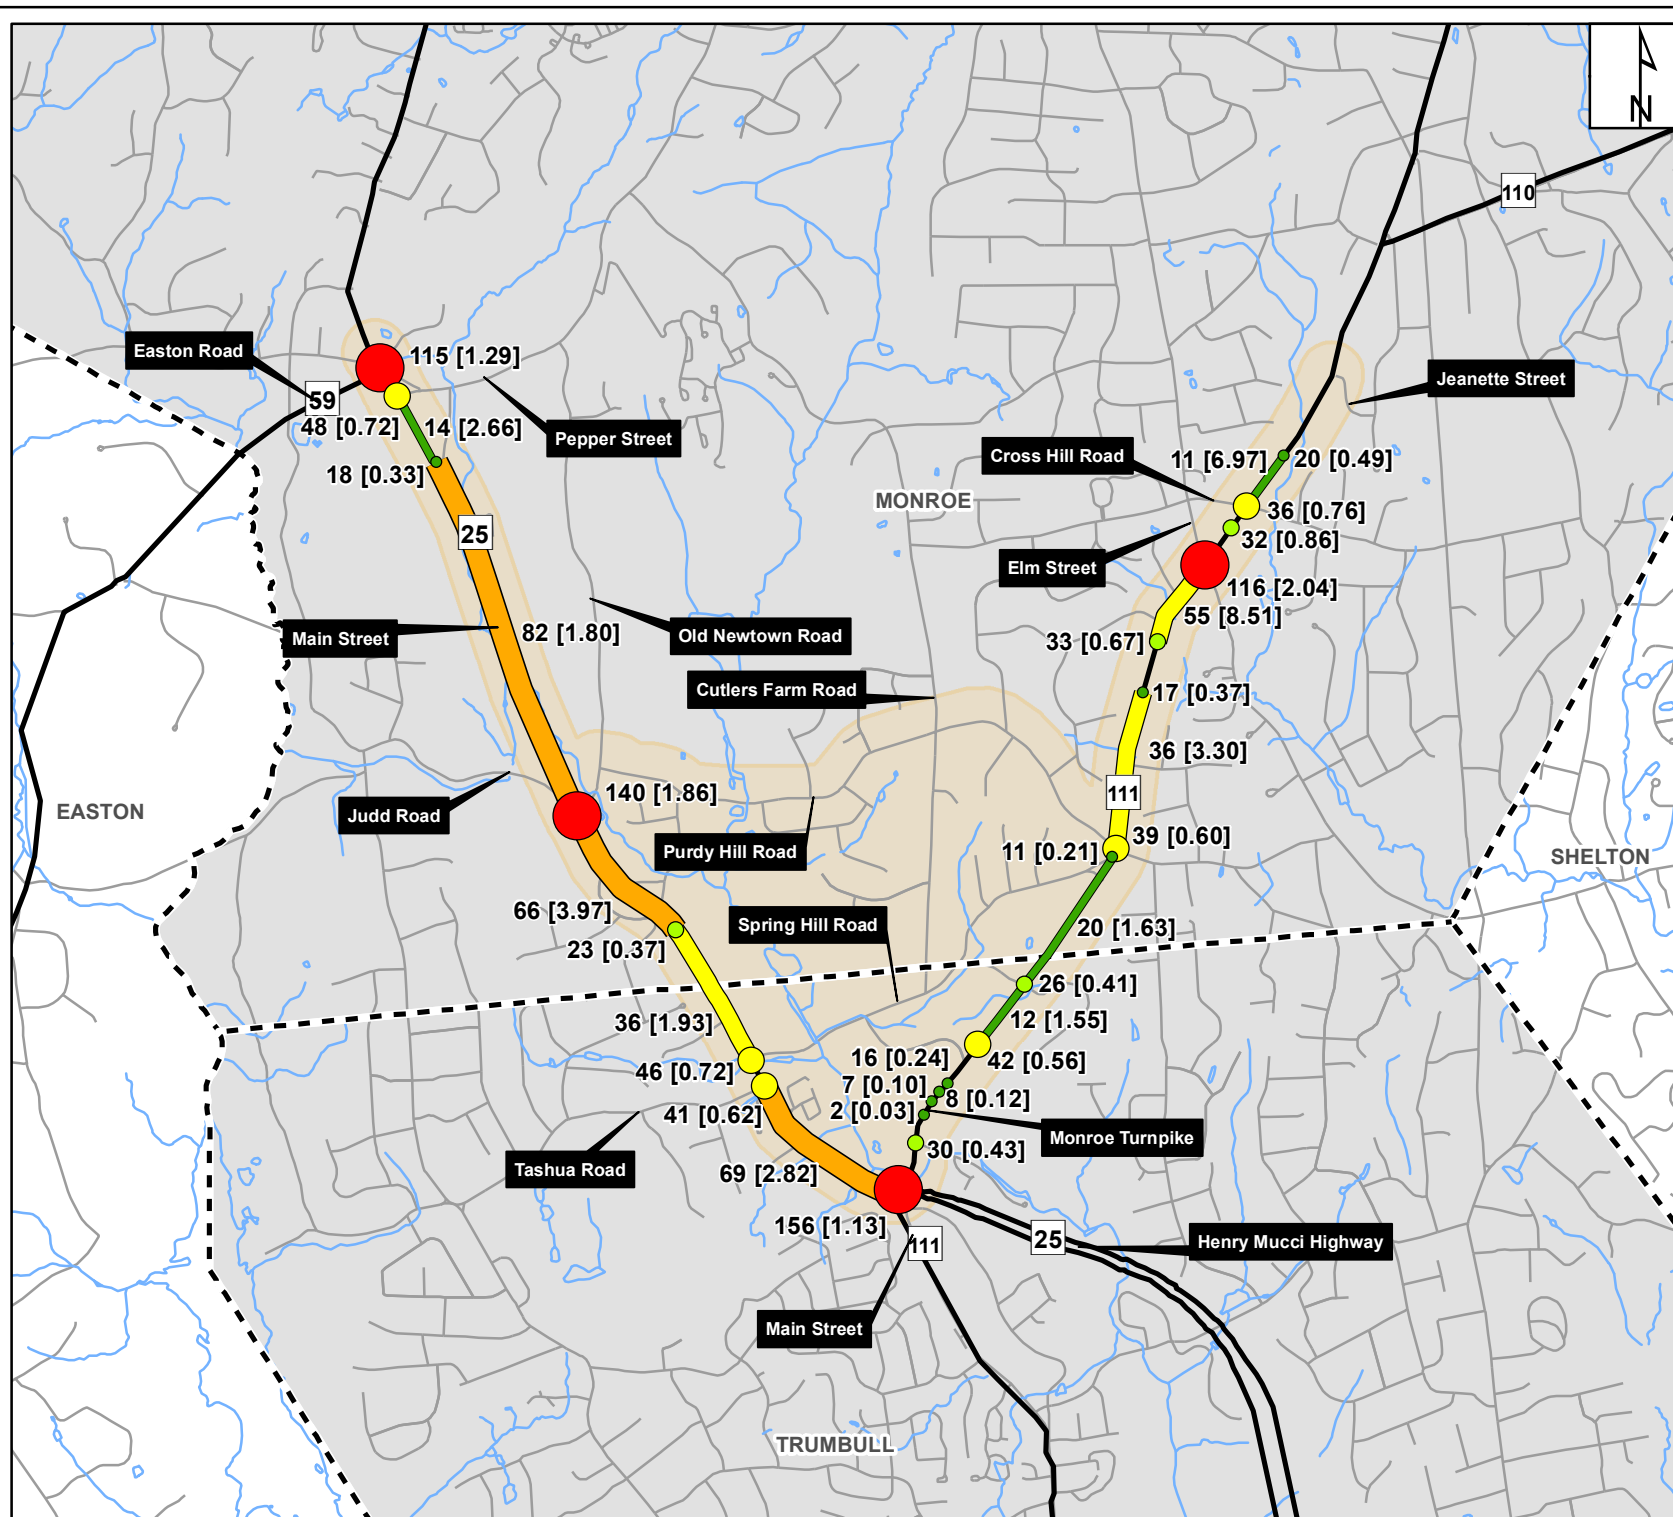 N
110
Easton Road
115 [1.29]
Jeanette Street
59
48 [0.72]
14 [2.66]
Pepper Street
Cross Hill Road
11 [6.97]
20 [0.49]
18 [0.33]
MONROE
36 [0.76]
25
32 [0.86]
Elm Street
116 [2.04]
55 [8.51]
Main Street
82 [1.80]
Old Newtown Road
33 [0.67]
Cutlers Farm Road
17 [0.37]
36 [3.30]
140 [1.86]
111
EASTON
Judd Road
39 [0.60]
Purdy Hill Road
11 [0.21]
SHELTON
66 [3.97]
Spring Hill Road
20 [1.63]
23 [0.37]
26 [0.41]
36 [1.93]
12 [1.55]
16 [0.24]
42 [0.56]
46 [0.72]
7 [0.10]
8 [0.12]
41 [0.62]
2 [0.03]
Monroe Turnpike
30 [0.43]
Tashua Road
69 [2.82]
156 [1.13]
111
25
Henry Mucci Highway
Main Street
TRUMBULL